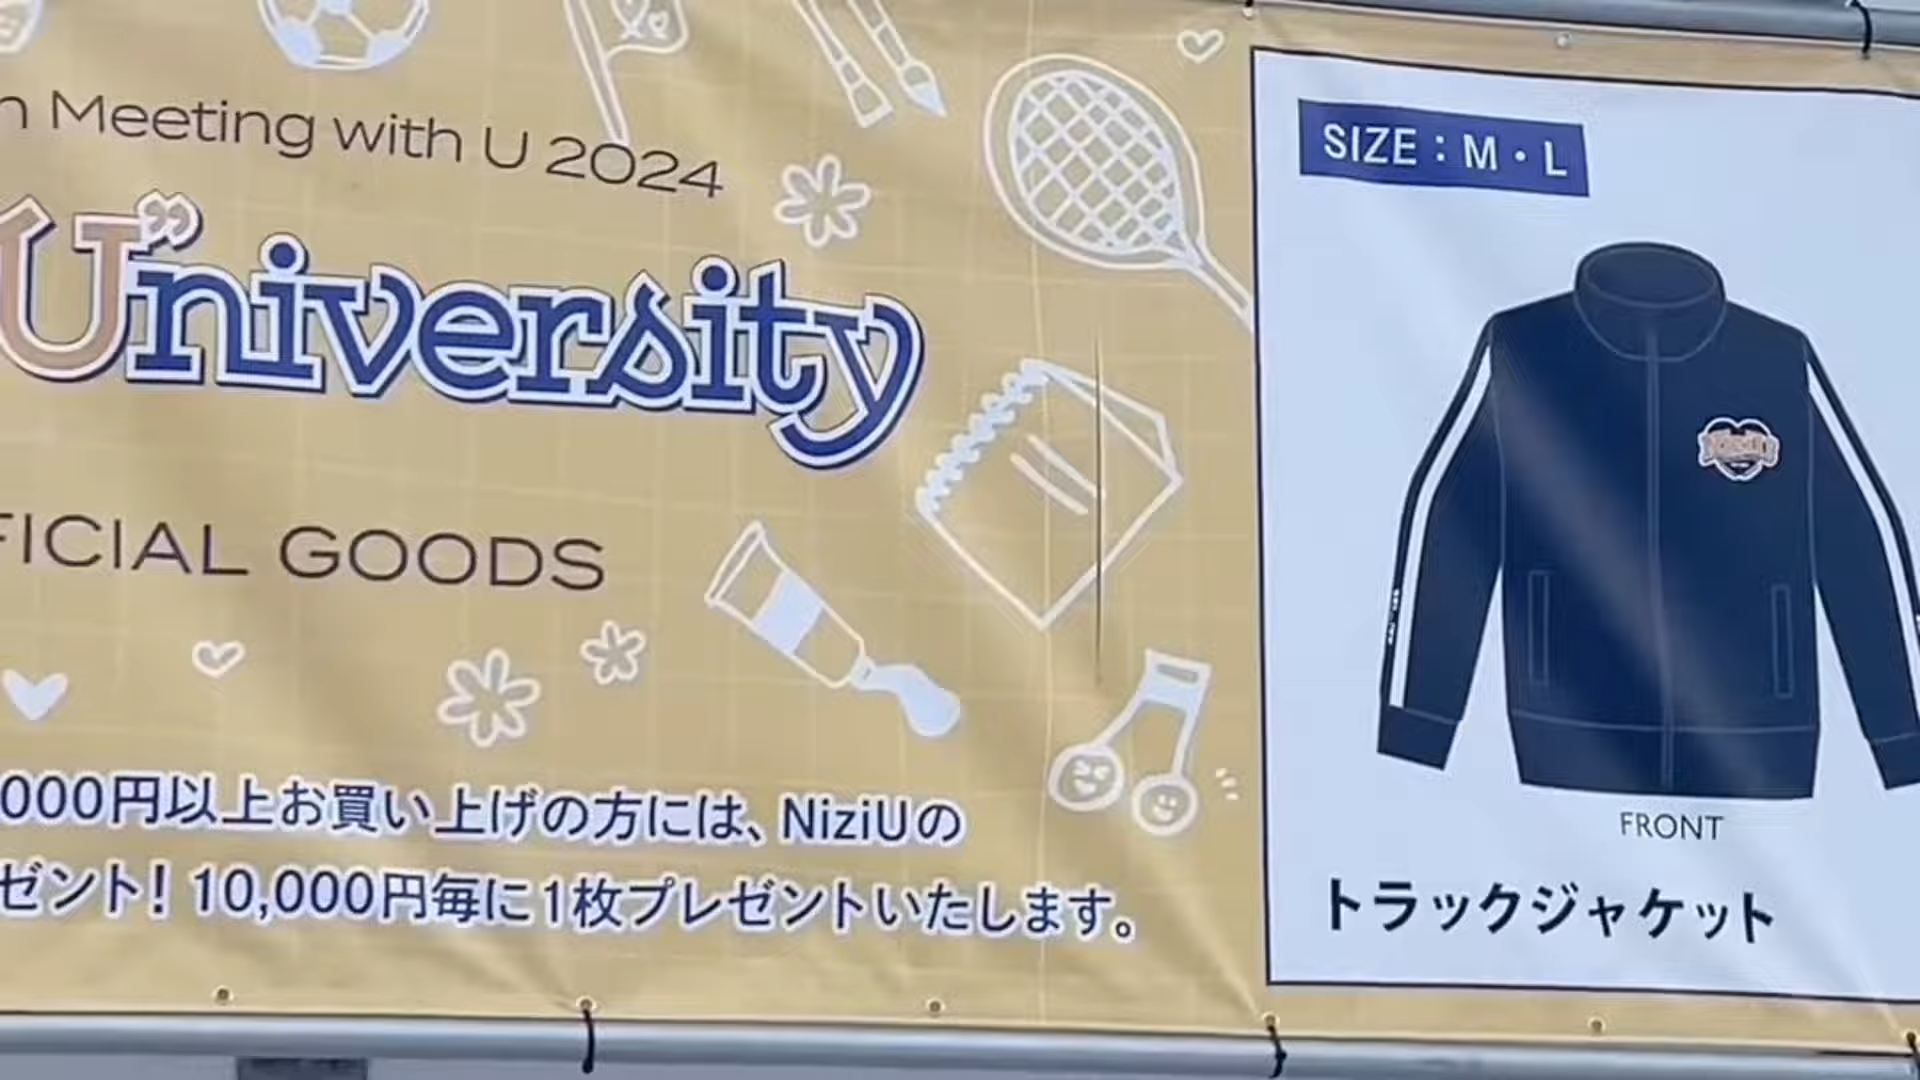 n Meeting with U 2024
U”niversity
FICIAL GOODS
000円以上お買い上げの方には、NiziUの
ゼント! 10,000円毎に1枚プレゼントいたします。
SIZE：M・L
NiziU
FRONT
トラックジャケット